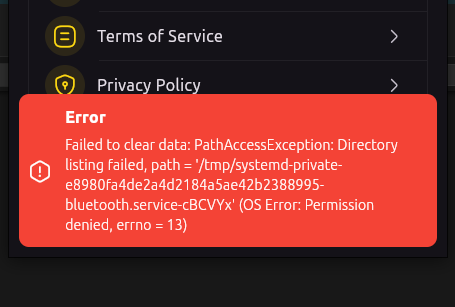 Terms of Service
Privacy Policy
Error
Failed to clear data: PathAccessException: Directory
listing failed, path = '/tmp/systemd-private-
e8980fa4de2a4d2184a5ae42b2388995-
bluetooth.service-cBCVYx' (OS Error: Permission
denied, errno = 13)